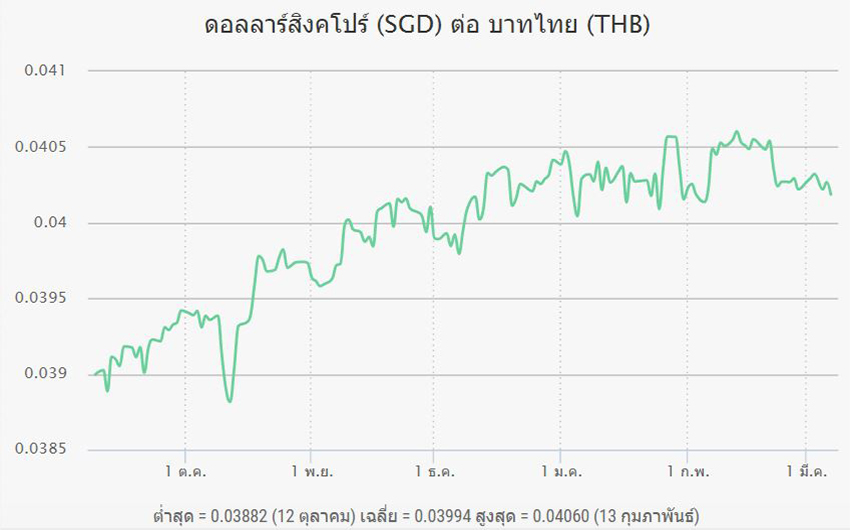 ดอลลาร์สิงคโปร์ (SGD) ต่อ บาทไทย (THB)
0.041
0.0405
0.04
0.0395
0.039
0.0385
1 ต.ค.
1 พ.ย.
1 ธ.ค.
1 ม.ค.
1 ก.พ.
1 มี.ค.
ต่ำสุด = 0.03882 (12 ตุลาคม) เฉลี่ย = 0.03994 สูงสุด = 0.04060 (13 กุมภาพันธ์)